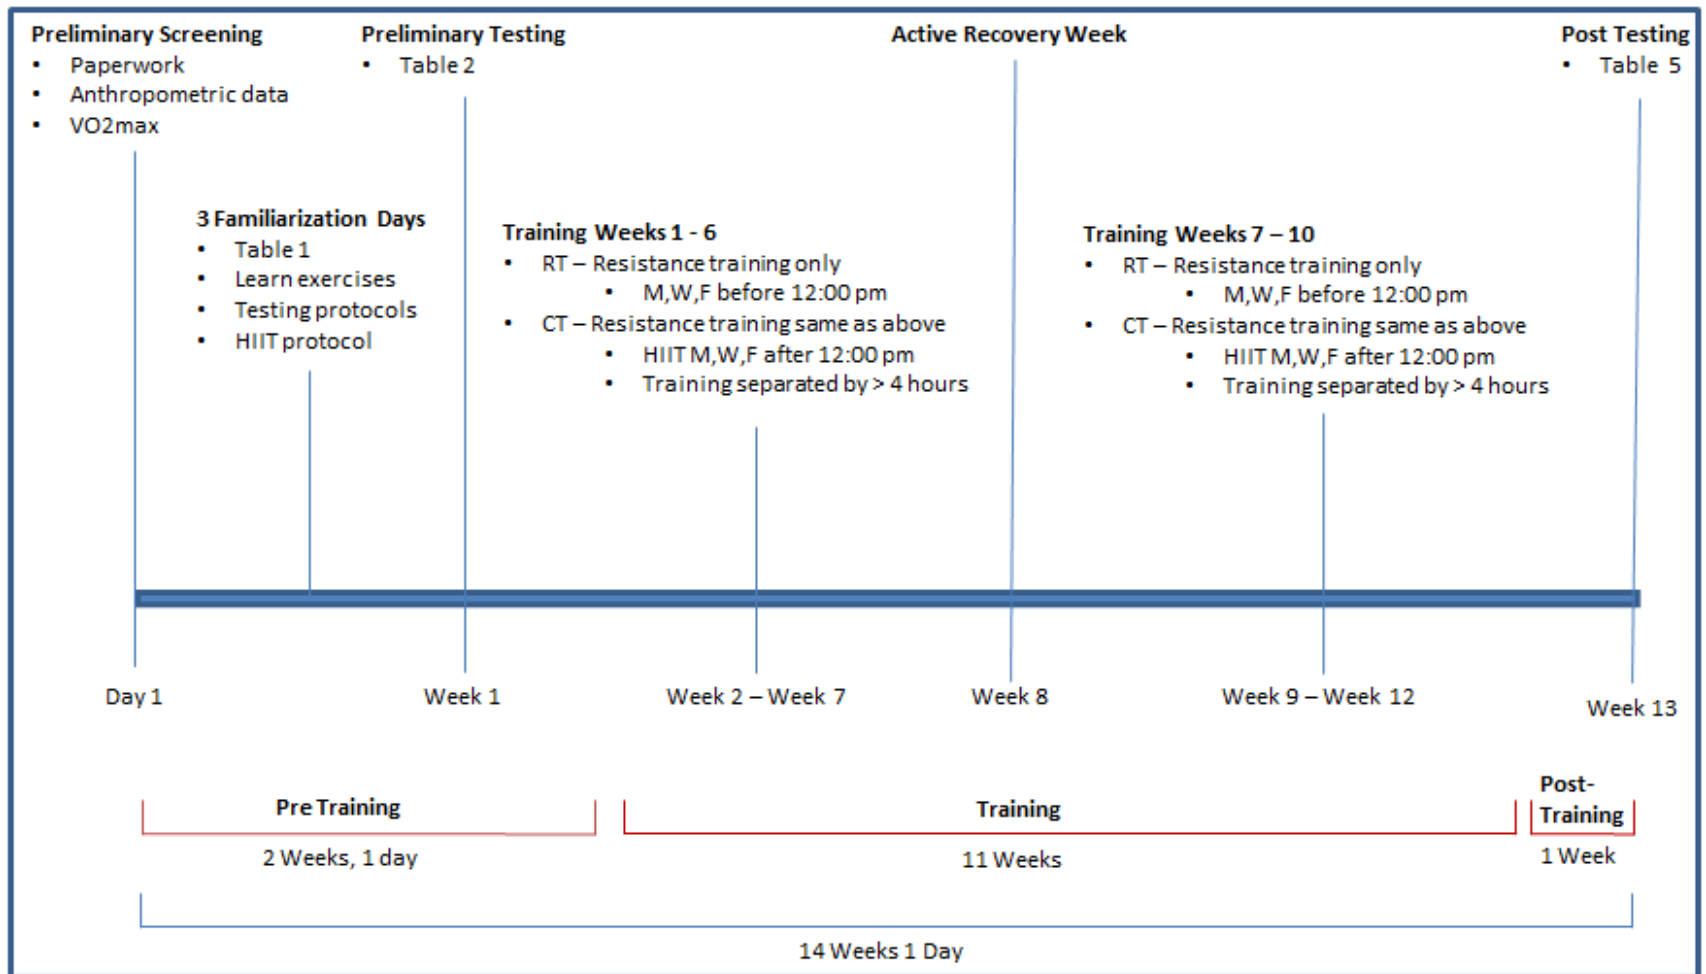 Preliminary Screening
• Paperwork
• Anthropometric data
• VO2max
Preliminary Testing
• Table 2
Active Recovery Week
Post Testing
• Table 5
3 Familiarization Days
• Table 1
• Learn exercises
• Testing protocols
• HIIT protocol
Training Weeks 1 - 6
• RT – Resistance training only
• M,W,F before 12:00 pm
• CT – Resistance training same as above
• HIIT M,W,F after 12:00 pm
• Training separated by > 4 hours
Training Weeks 7 – 10
• RT – Resistance training only
• M,W,F before 12:00 pm
• CT – Resistance training same as above
• HIIT M,W,F after 12:00 pm
• Training separated by > 4 hours
Day 1
Week 1
Week 2 – Week 7
Week 8
Week 9 – Week 12
Week 13
Pre Training
2 Weeks, 1 day
Training
11 Weeks
Post-
Training
1 Week
14 Weeks 1 Day